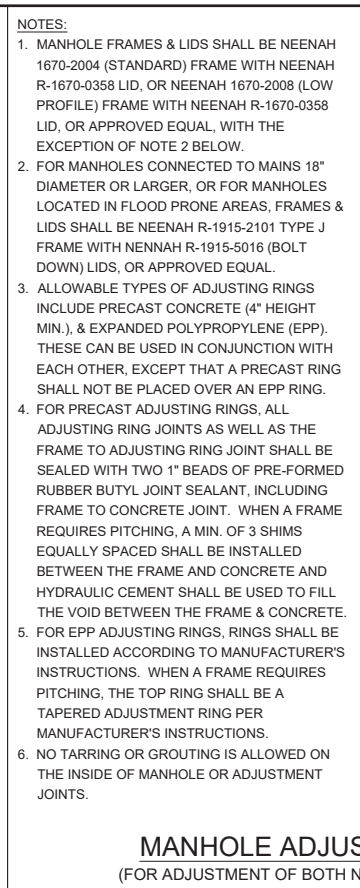 NOTES:
1. MANHOLE FRAMES & LIDS SHALL BE NEENAH
1670-2004 (STANDARD) FRAME WITH NEENAH
R-1670-0358 LID, OR NEENAH 1670-2008 (LOW
PROFILE) FRAME WITH NEENAH R-1670-0358
LID, OR APPROVED EQUAL, WITH THE
EXCEPTION OF NOTE 2 BELOW.
2. FOR MANHOLES CONNECTED TO MAINS 18"
DIAMETER OR LARGER, OR FOR MANHOLES
LOCATED IN FLOOD PRONE AREAS, FRAMES &
LIDS SHALL BE NEENAH R-1915-2101 TYPE J
FRAME WITH NENNAH R-1915-5016 (BOLT
DOWN) LIDS, OR APPROVED EQUAL.
3. ALLOWABLE TYPES OF ADJUSTING RINGS
INCLUDE PRECAST CONCRETE (4" HEIGHT
MIN.), & EXPANDED POLYPROPYLENE (EPP).
THESE CAN BE USED IN CONJUNCTION WITH
EACH OTHER, EXCEPT THAT A PRECAST RING
SHALL NOT BE PLACED OVER AN EPP RING.
4. FOR PRECAST ADJUSTING RINGS, ALL
ADJUSTING RING JOINTS AS WELL AS THE
FRAME TO ADJUSTING RING JOINT SHALL BE
SEALED WITH TWO 1" BEADS OF PRE-FORMED
RUBBER BUTYL JOINT SEALANT, INCLUDING
FRAME TO CONCRETE JOINT. WHEN A FRAME
REQUIRES PITCHING, A MIN. OF 3 SHIMS
EQUALLY SPACED SHALL BE INSTALLED
BETWEEN THE FRAME AND CONCRETE AND
HYDRAULIC CEMENT SHALL BE USED TO FILL
THE VOID BETWEEN THE FRAME & CONCRETE.
5. FOR EPP ADJUSTING RINGS, RINGS SHALL BE
INSTALLED ACCORDING TO MANUFACTURER'S
INSTRUCTIONS. WHEN A FRAME REQUIRES
PITCHING, THE TOP RING SHALL BE A
TAPERED ADJUSTMENT RING PER
MANUFACTURER'S INSTRUCTIONS.
6. NO TARRING OR GROUTING IS ALLOWED ON
THE INSIDE OF MANHOLE OR ADJUSTMENT
JOINTS.
MANHOLE ADJUS
(FOR ADJUSTMENT OF BOTH N